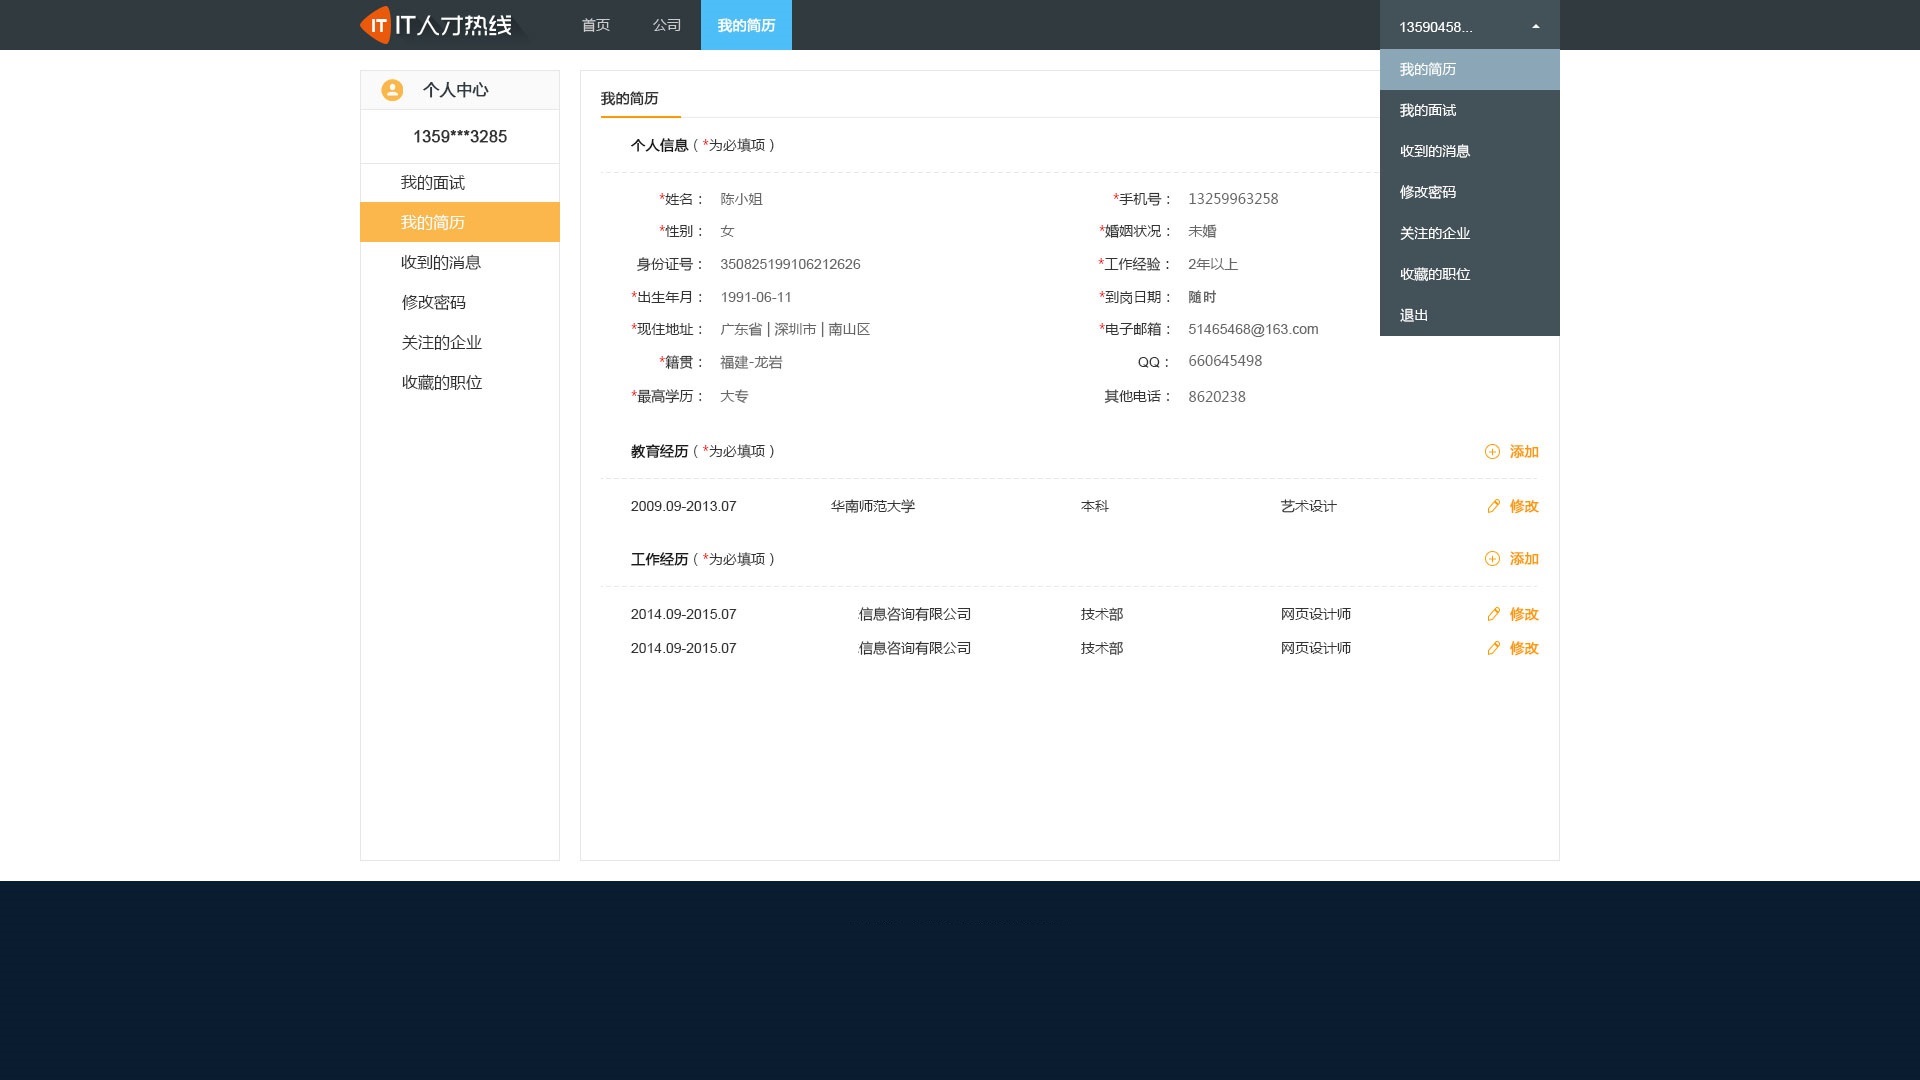 IT IT人才热线 首页 公司 我的简历 13590458...
我的简历
我的面试
收到的消息
修改密码
关注的企业
收藏的职位
退出
个人中心
1359***3285
我的面试
我的简历
收到的消息
修改密码
关注的企业
收藏的职位
我的简历
个人信息（*为必填项）
*姓名： 陈小姐 *手机号： 13259963258
*性别： 女 *婚姻状况： 未婚
身份证号： 350825199106212626 *工作经验： 2年以上
*出生年月： 1991-06-11 *到岗日期： 随时
*现住地址： 广东省 | 深圳市 | 南山区 *电子邮箱： 51465468@163.com
*籍贯： 福建-龙岩 QQ： 660645498
*最高学历： 大专 其他电话： 8620238
教育经历（*为必填项） 添加
2009.09-2013.07 华南师范大学 本科 艺术设计 修改
工作经历（*为必填项） 添加
2014.09-2015.07 信息咨询有限公司 技术部 网页设计师 修改
2014.09-2015.07 信息咨询有限公司 技术部 网页设计师 修改